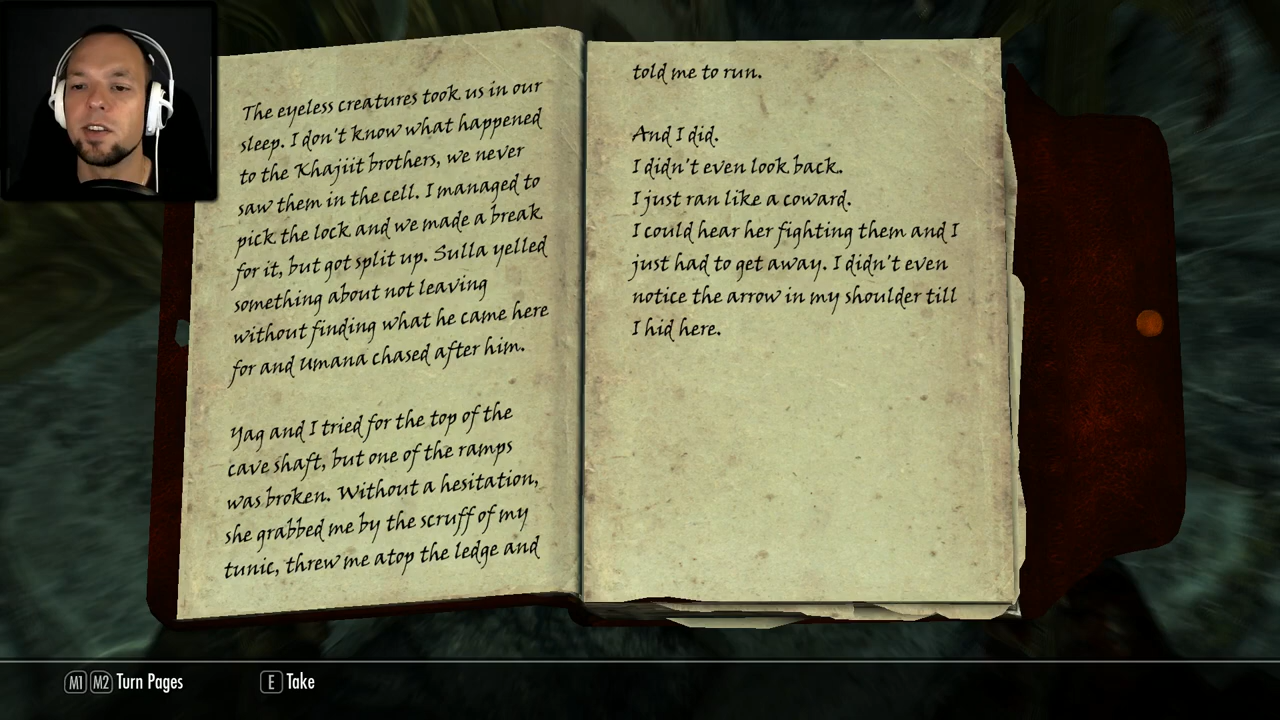 The eyeless creatures took us in our
sleep. I don't know what happened
to the Khajiit brothers, we never
saw them in the cell. I managed to
pick the lock and we made a break
for it, but got split up. Sulla yelled
something about not leaving
without finding what he came here
for and Umana chased after him.
Yag and I tried for the top of the
cave shaft, but one of the ramps
was broken. Without a hesitation,
she grabbed me by the scruff of my
tunic, threw me atop the ledge and
told me to run.
And I did.
I didn't even look back.
I just ran like a coward.
I could hear her fighting them and I
just had to get away. I didn't even
notice the arrow in my shoulder till
I hid here.
M1 M2 Turn Pages
E Take